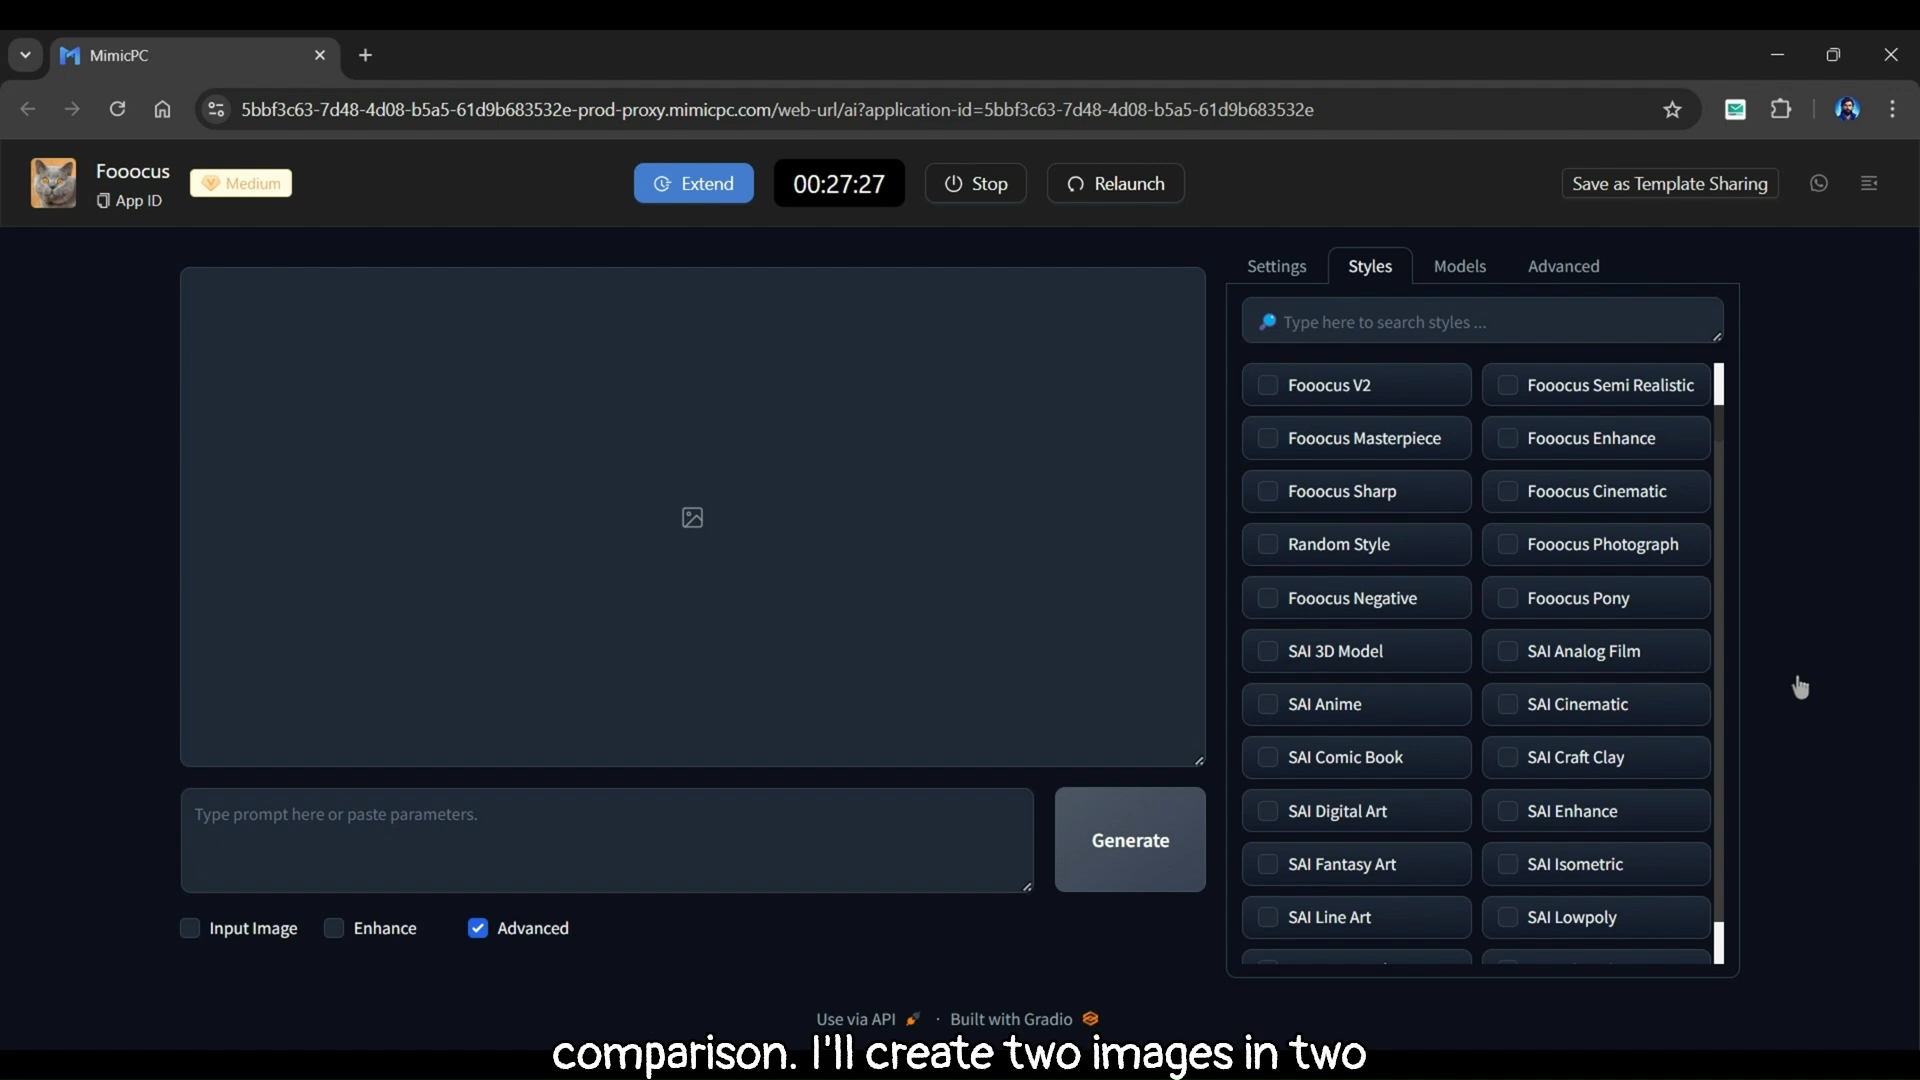 MimicPC
5bbf3c63-7d48-4d08-b5a5-61d9b683532e-prod-proxy.mimicpc.com/web-url/ai?application-id=5bbf3c63-7d48-4d08-b5a5-61d9b683532e
Fooocus
App ID
Medium
Extend
00:27:27
Stop
Relaunch
Save as Template Sharing
Settings
Styles
Models
Advanced
Type here to search styles ...
Fooocus V2
Fooocus Semi Realistic
Fooocus Masterpiece
Fooocus Enhance
Fooocus Sharp
Fooocus Cinematic
Random Style
Fooocus Photograph
Fooocus Negative
Fooocus Pony
SAI 3D Model
SAI Analog Film
SAI Anime
SAI Cinematic
SAI Comic Book
SAI Craft Clay
SAI Digital Art
SAI Enhance
SAI Fantasy Art
SAI Isometric
SAI Line Art
SAI Lowpoly
Type prompt here or paste parameters.
Generate
Input Image
Enhance
Advanced
Use via API · Built with Gradio
comparison. I'll create two images in two